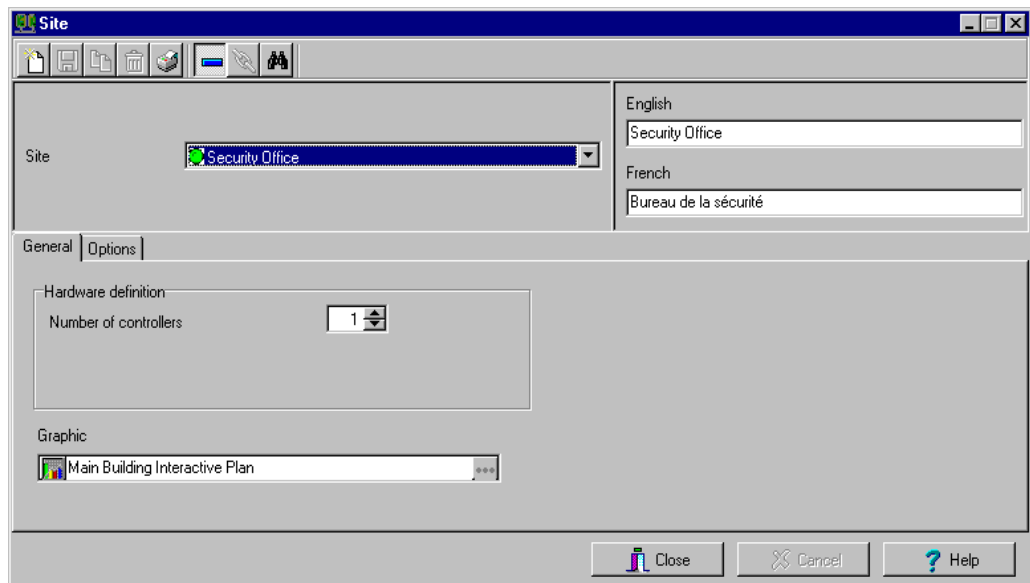 Site
English
Security Office
Site
Security Office
French
Bureau de la sécurité
General
Options
Hardware definition
Number of controllers
1
Graphic
Main Building Interactive Plan
Close
Cancel
Help